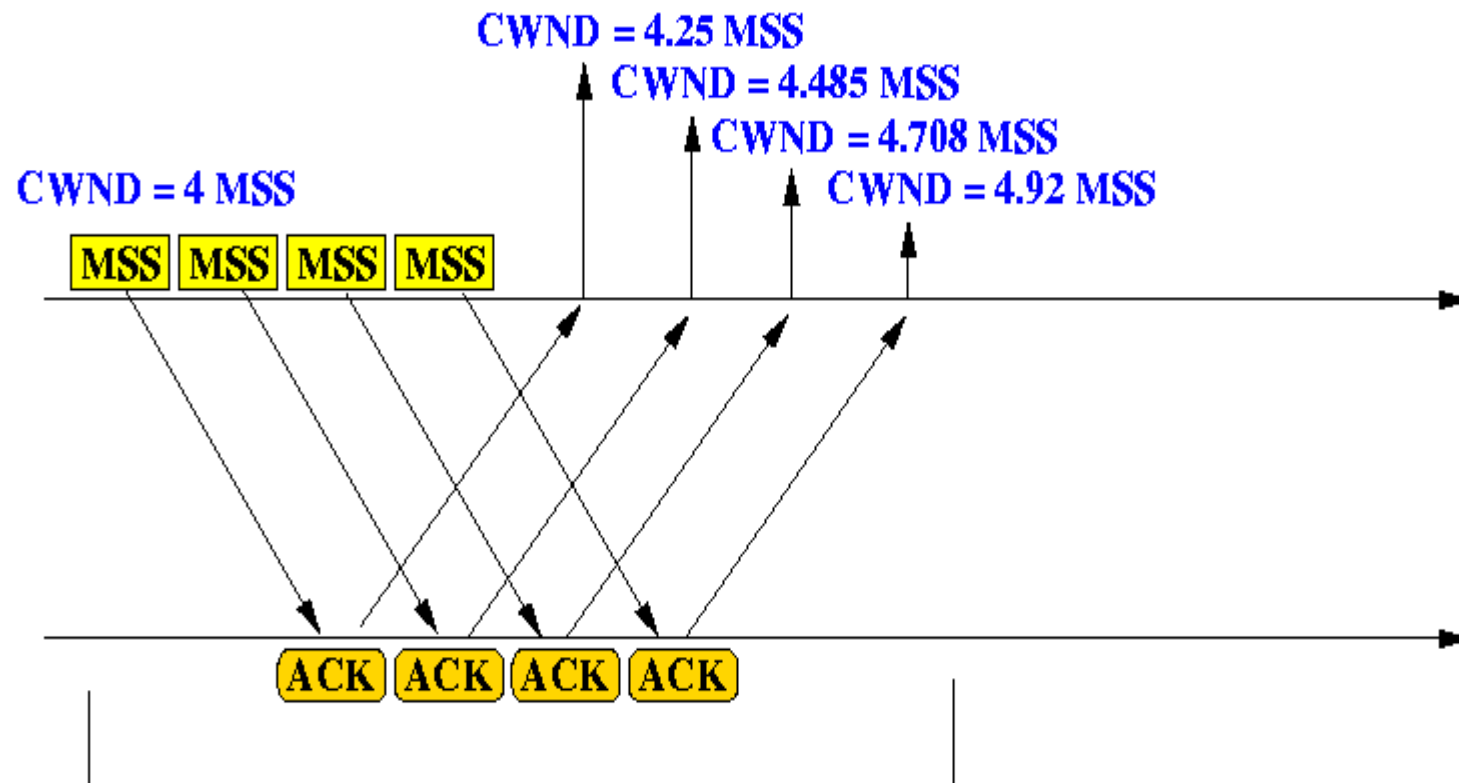 CWND = 4.25 MSS
CWND = 4.485 MSS
CWND = 4.708 MSS
CWND = 4 MSS
CWND = 4.92 MSS
MSS MSS MSS MSS
ACK ACK ACK ACK